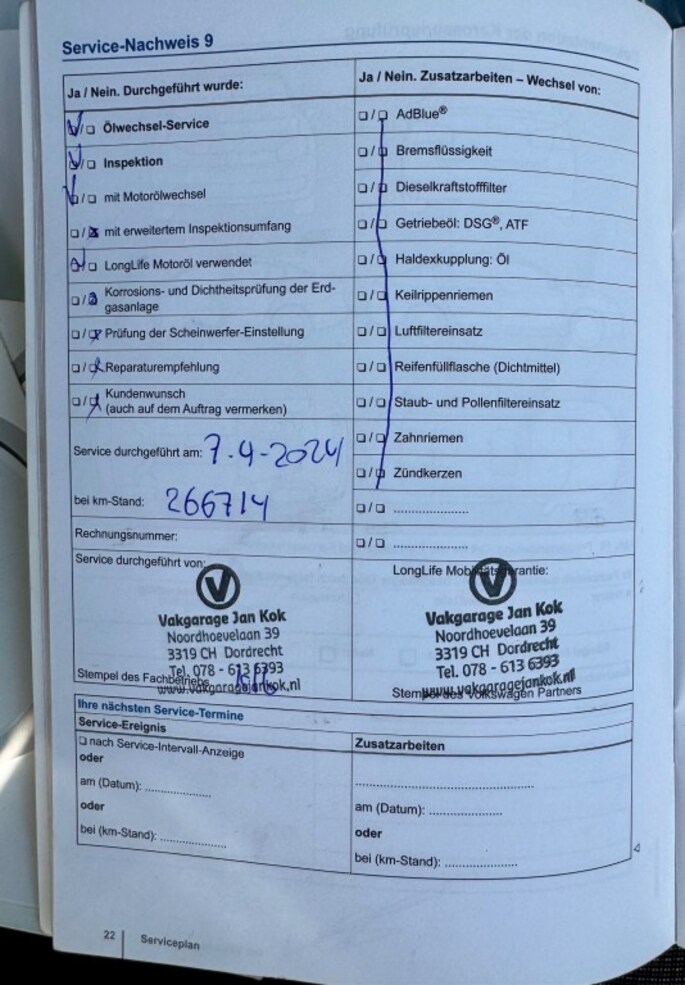 Service-Nachweis 9
Ja / Nein. Durchgeführt wurde:
Ölwechsel-Service
Inspektion
mit Motorölwechsel
mit erweitertem Inspektionsumfang
LongLife Motoröl verwendet
Korrosions- und Dichtheitsprüfung der Erd-
gasanlage
Prüfung der Scheinwerfer-Einstellung
Reparaturempfehlung
Kundenwunsch
(auch auf dem Auftrag vermerken)
Service durchgeführt am: 7.4-2024
bei km-Stand: 266714
Rechnungsnummer:
Service durchgeführt von:
Vakgarage Jan Kok
Noordhoevelaan 39
3319 CH Dordrecht
Tel. 078 - 613 6393
www.vakgaragejankok.nl
Stempel des Fachbetriebs
Ja / Nein. Zusatzarbeiten – Wechsel von:
AdBlue®
Bremsflüssigkeit
Dieselkraftstofffilter
Getriebeöl: DSG®, ATF
Haldexkupplung: Öl
Keilrippenriemen
Luftfiltereinsatz
Reifenfüllflasche (Dichtmittel)
Staub- und Pollenfiltereinsatz
Zahnriemen
Zündkerzen
LongLife Mobilitätsgarantie:
Vakgarage Jan Kok
Noordhoevelaan 39
3319 CH Dordrecht
Tel. 078 - 613 6393
www.vakgaragejankok.nl
Stempel des Volkswagen Partners
Ihre nächsten Service-Termine
Service-Ereignis
nach Service-Intervall-Anzeige
oder
am (Datum): ....................
oder
bei (km-Stand): ....................
Zusatzarbeiten
am (Datum): ....................
oder
bei (km-Stand): ....................
22 Serviceplan